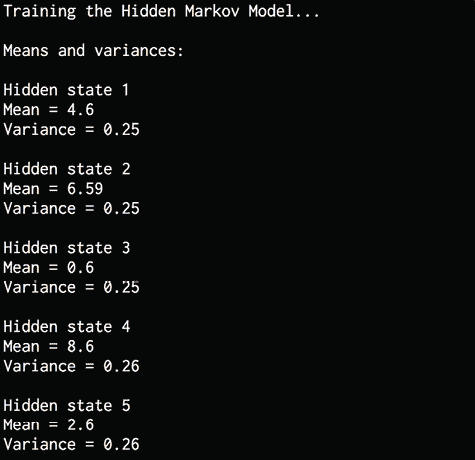 Training the Hidden Markov Model...
Means and variances:
Hidden state 1
Mean = 4.6
Variance = 0.25
Hidden state 2
Mean = 6.59
Variance = 0.25
Hidden state 3
Mean = 0.6
Variance = 0.25
Hidden state 4
Mean = 8.6
Variance = 0.26
Hidden state 5
Mean = 2.6
Variance = 0.26